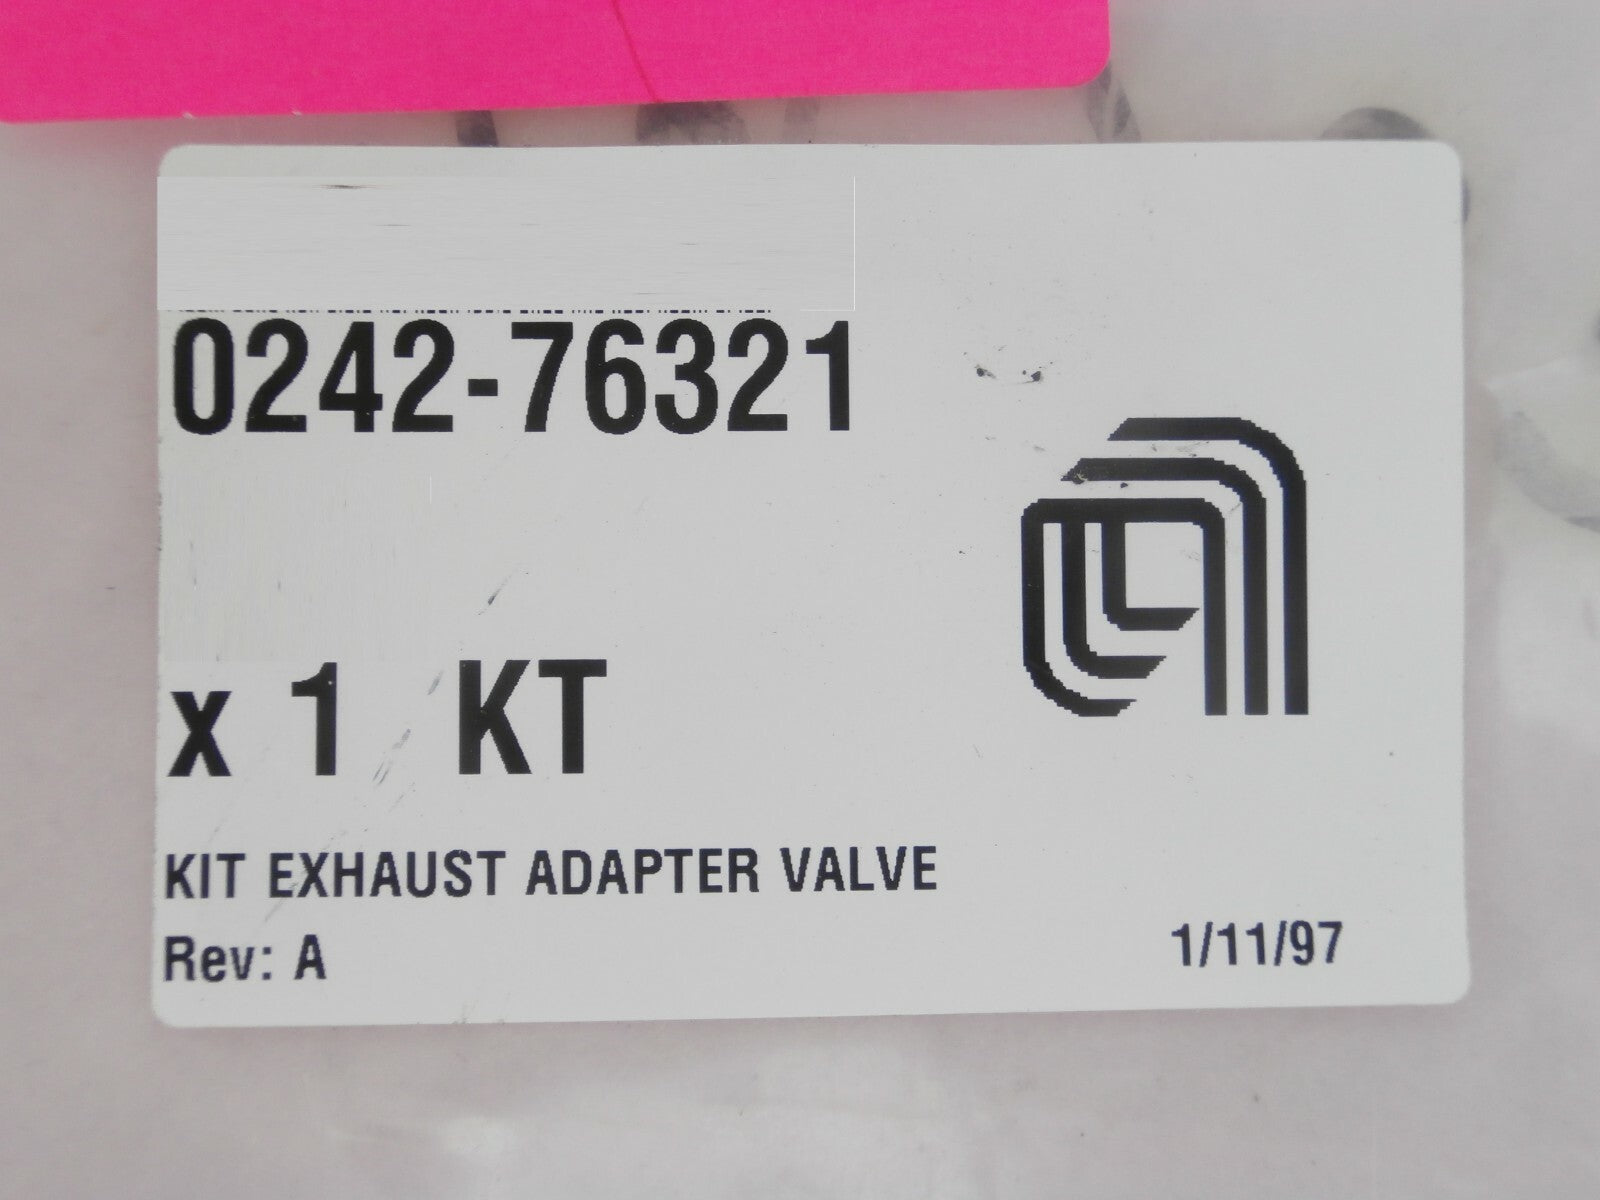 0242-76321
x 1 KT
KIT EXHAUST ADAPTER VALVE
Rev: A
1/11/97